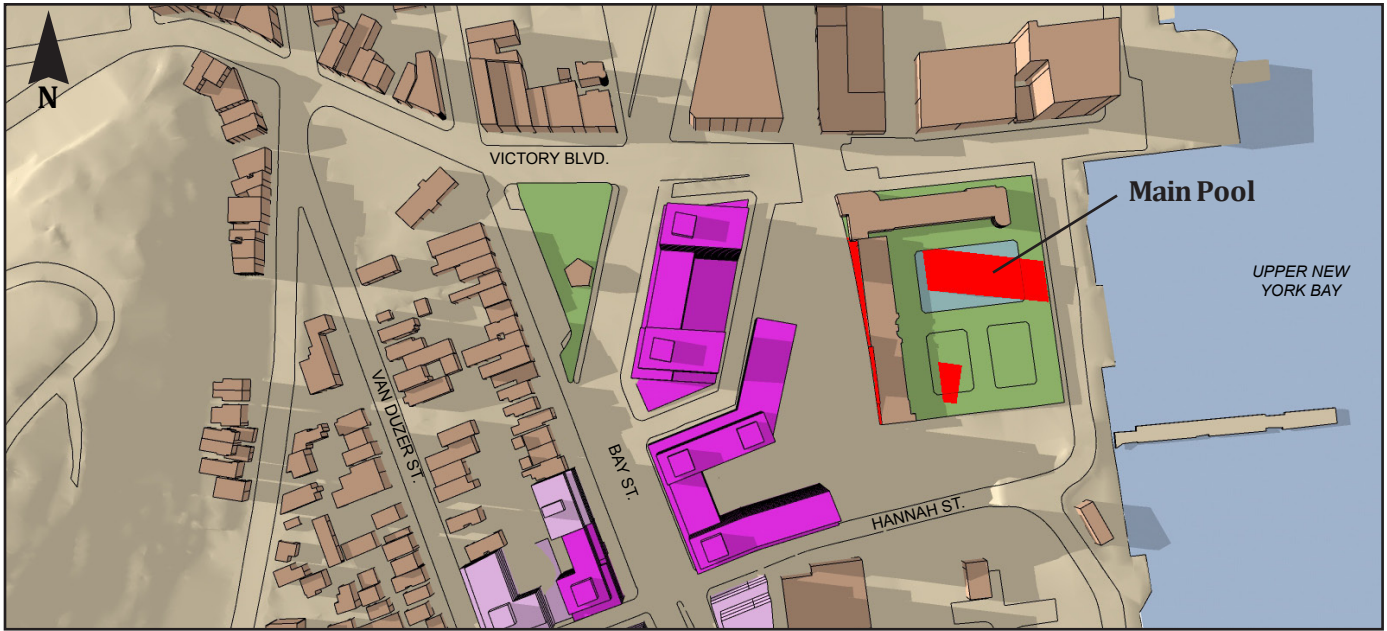 N
VICTORY BLVD.
Main Pool
UPPER NEW
YORK BAY
VAN DUZER ST.
BAY ST.
HANNAH ST.